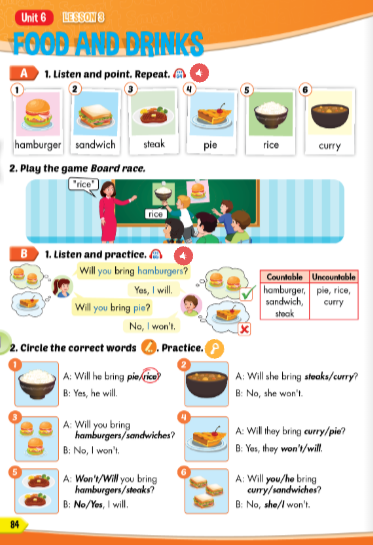 Unit 6 LESSON 3
FOOD AND DRINKS
A 1. Listen and point. Repeat.
1 2 3 4 5 6
hamburger sandwich steak pie rice curry
2. Play the game Board race.
"rice"
rice
B 1. Listen and practice.
Will you bring hamburgers?
Yes, I will.
Will you bring pie?
No, I won't.
Countable Uncountable
hamburger, pie, rice,
sandwich, curry
steak
2. Circle the correct words. Practice.
1
A: Will he bring pie/rice?
B: Yes, he will.
2
A: Will she bring steaks/curry?
B: No, she won't.
3
A: Will you bring
hamburgers/sandwiches?
B: No, I won't.
4
A: Will they bring curry/pie?
B: Yes, they won't/will.
5
A: Won't/Will you bring
hamburgers/steaks?
B: No/Yes, I will.
6
A: Will you/he bring
curry/sandwiches?
B: No, she/I won't.
84